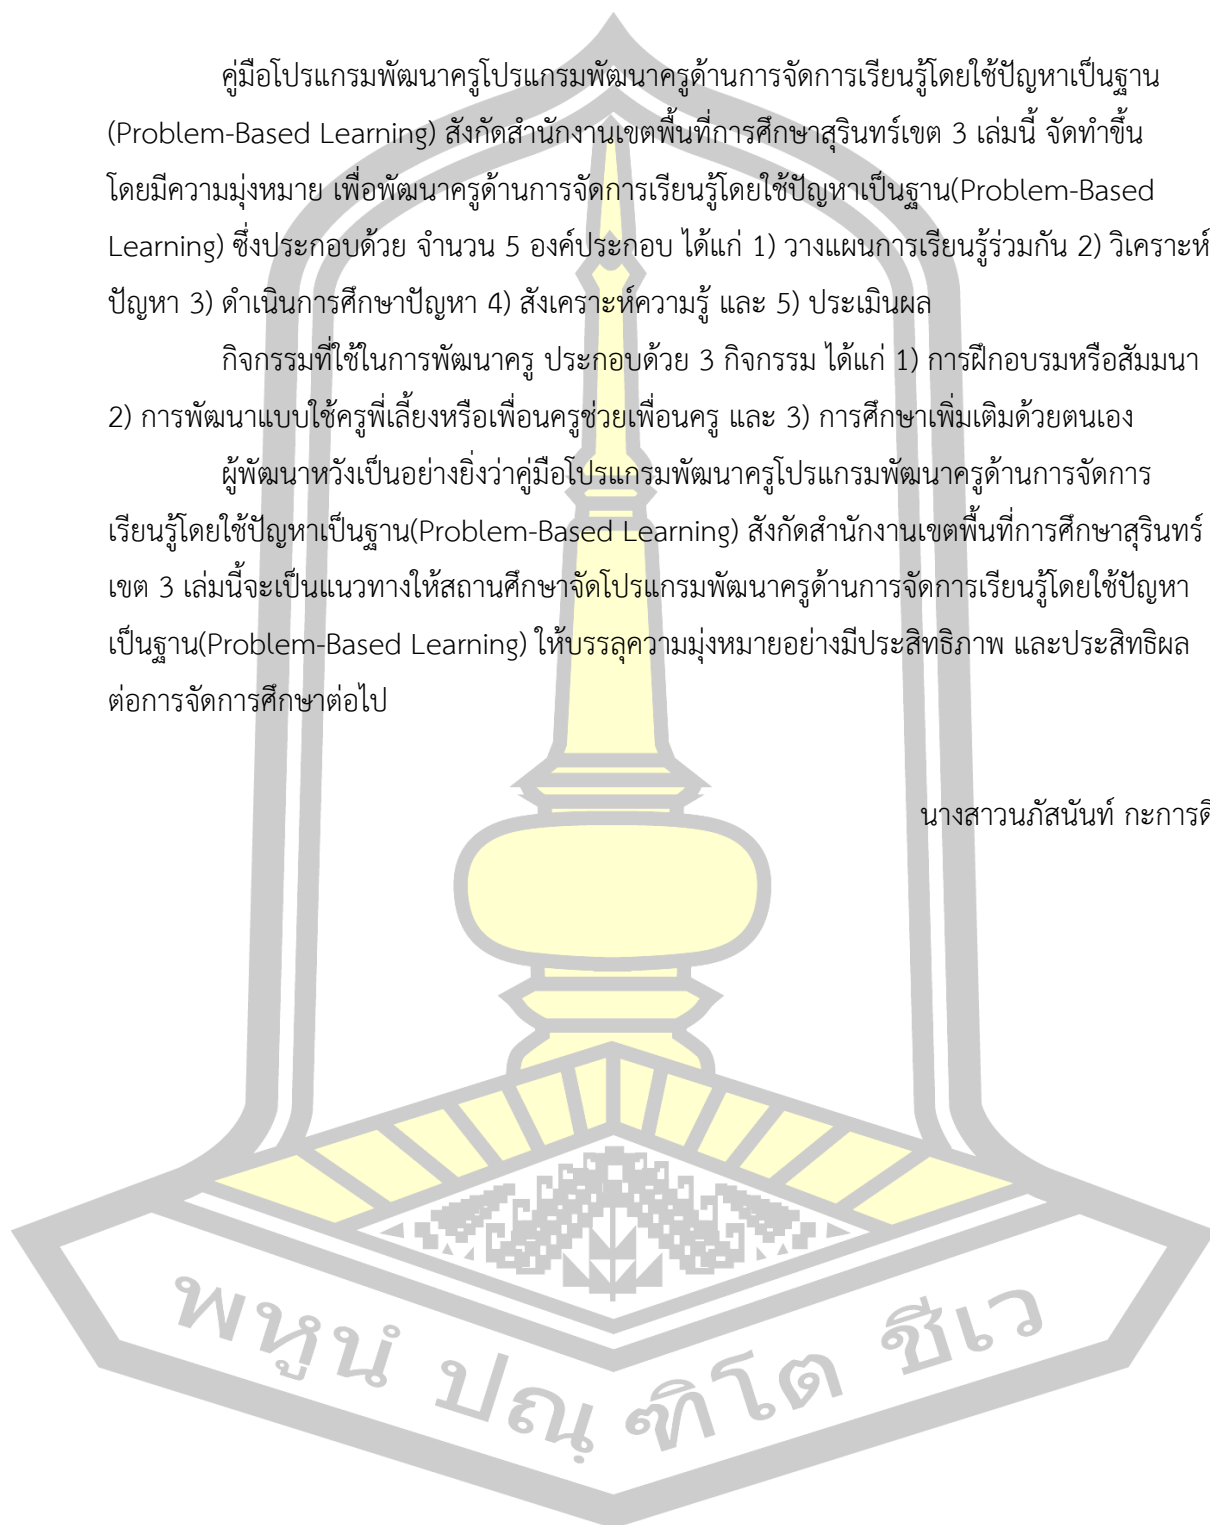 คู่มือโปรแกรมพัฒนาครูโปรแกรมพัฒนาครูด้านการจัดการเรียนรู้โดยใช้ปัญหาเป็นฐาน
(Problem-Based Learning) สังกัดสำนักงานเขตพื้นที่การศึกษาสุรินทร์เขต 3 เล่มนี้ จัดทำขึ้น
โดยมีความมุ่งหมาย เพื่อพัฒนาครูด้านการจัดการเรียนรู้โดยใช้ปัญหาเป็นฐาน(Problem-Based
Learning) ซึ่งประกอบด้วย จำนวน 5 องค์ประกอบ ได้แก่ 1) วางแผนการเรียนรู้ร่วมกัน 2) วิเคราะห์
ปัญหา 3) ดำเนินการศึกษาปัญหา 4) สังเคราะห์ความรู้ และ 5) ประเมินผล
กิจกรรมที่ใช้ในการพัฒนาครู ประกอบด้วย 3 กิจกรรม ได้แก่ 1) การฝึกอบรมหรือสัมมนา
2) การพัฒนาแบบใช้ครูพี่เลี้ยงหรือเพื่อนครูช่วยเพื่อนครู และ 3) การศึกษาเพิ่มเติมด้วยตนเอง
ผู้พัฒนาหวังเป็นอย่างยิ่งว่าคู่มือโปรแกรมพัฒนาครูโปรแกรมพัฒนาครูด้านการจัดการ
เรียนรู้โดยใช้ปัญหาเป็นฐาน(Problem-Based Learning) สังกัดสำนักงานเขตพื้นที่การศึกษาสุรินทร์
เขต 3 เล่มนี้จะเป็นแนวทางให้สถานศึกษาจัดโปรแกรมพัฒนาครูด้านการจัดการเรียนรู้โดยใช้ปัญหา
เป็นฐาน(Problem-Based Learning) ให้บรรลุความมุ่งหมายอย่างมีประสิทธิภาพ และประสิทธิผล
ต่อการจัดการศึกษาต่อไป
นางสาวนภัสนันท์
พหูนํ ปณฺฑิโต ชีเว